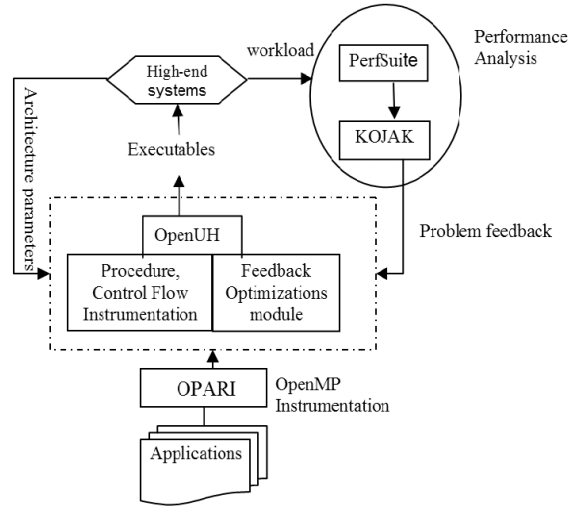 Performance
Analysis
workload
High-end
systems
PerfSuite
KOJAK
Architecture parameters
Executables
Problem feedback
OpenUH
Procedure,
Control Flow
Instrumentation
Feedback
Optimizations
module
OPARI
OpenMP
Instrumentation
Applications